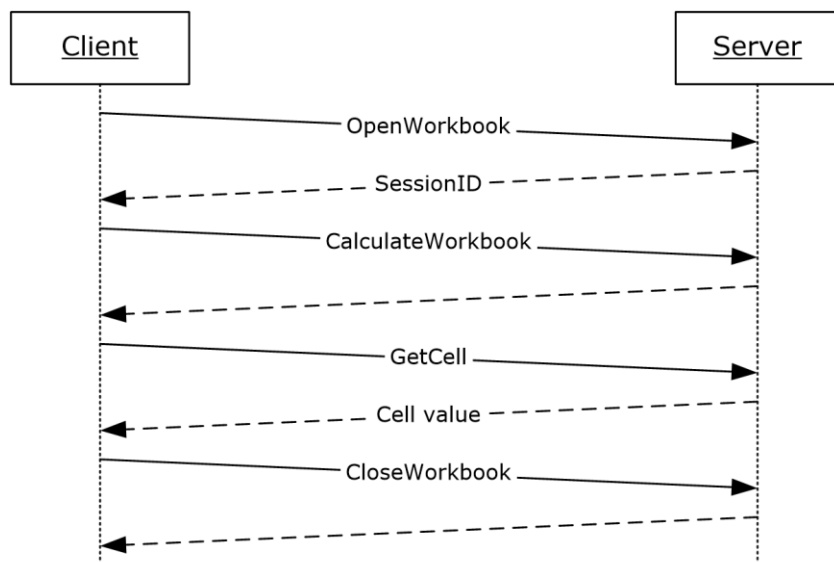 Client
Server
OpenWorkbook
SessionID
CalculateWorkbook
GetCell
Cell value
CloseWorkbook